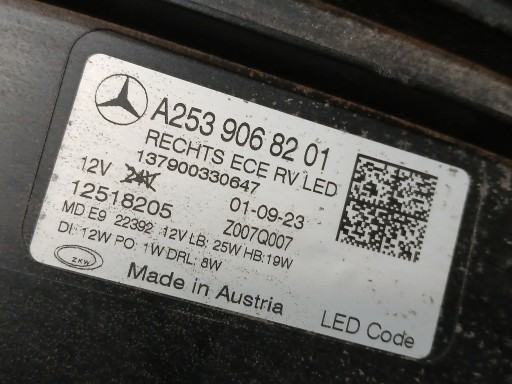 A253 906 82 01
RECHTS ECE RV LED
137900330647
12V 24V 01-09-23
12518205 Z007Q007
MD E9 22392 12V LB: 25W HB:19W
DI: 12W PO: 1W DRL: 8W
ZKW
Made in Austria
LED Code